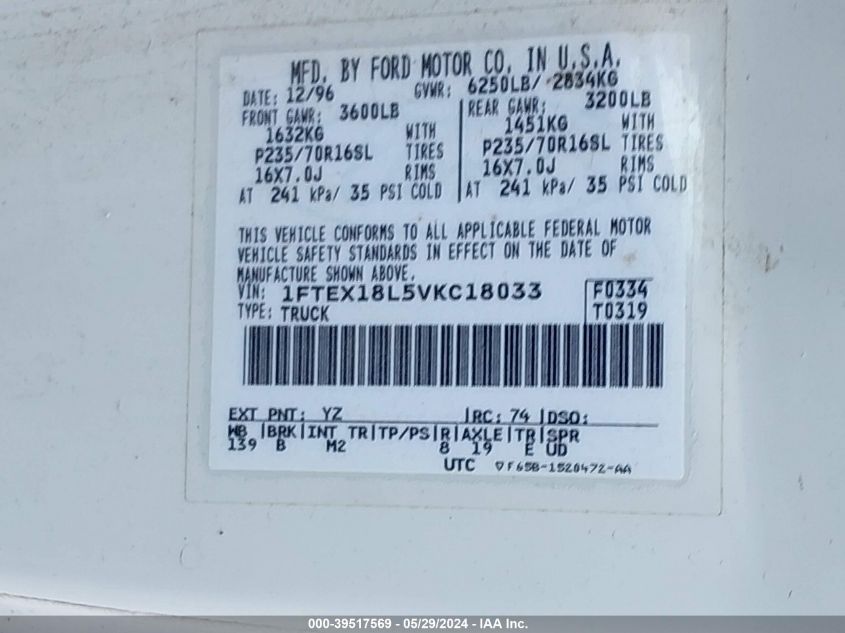 MFD. BY FORD MOTOR CO. IN U.S.A.
DATE: 12/96 GVWR: 6250LB/ 2834KG
FRONT GAWR: 3600LB REAR GAWR: 3200LB
1632KG WITH 1451KG WITH
P235/70R16SL TIRES P235/70R16SL TIRES
16X7.0J RIMS 16X7.0J RIMS
AT 241 kPa/ 35 PSI COLD AT 241 kPa/ 35 PSI COLD
THIS VEHICLE CONFORMS TO ALL APPLICABLE FEDERAL MOTOR
VEHICLE SAFETY STANDARDS IN EFFECT ON THE DATE OF
MANUFACTURE SHOWN ABOVE.
VIN: 1FTEX18L5VKC18033 F0334
TYPE: TRUCK T0319
EXT PNT: YZ |RC: 74 |DSO:
WB |BRK|INT TR|TP/PS|R|AXLE|TR|SPR
139 B M2 8 19 E UD
UTC ▽F65B-1520472-AA
000-39517569 - 05/29/2024 - IAA Inc.